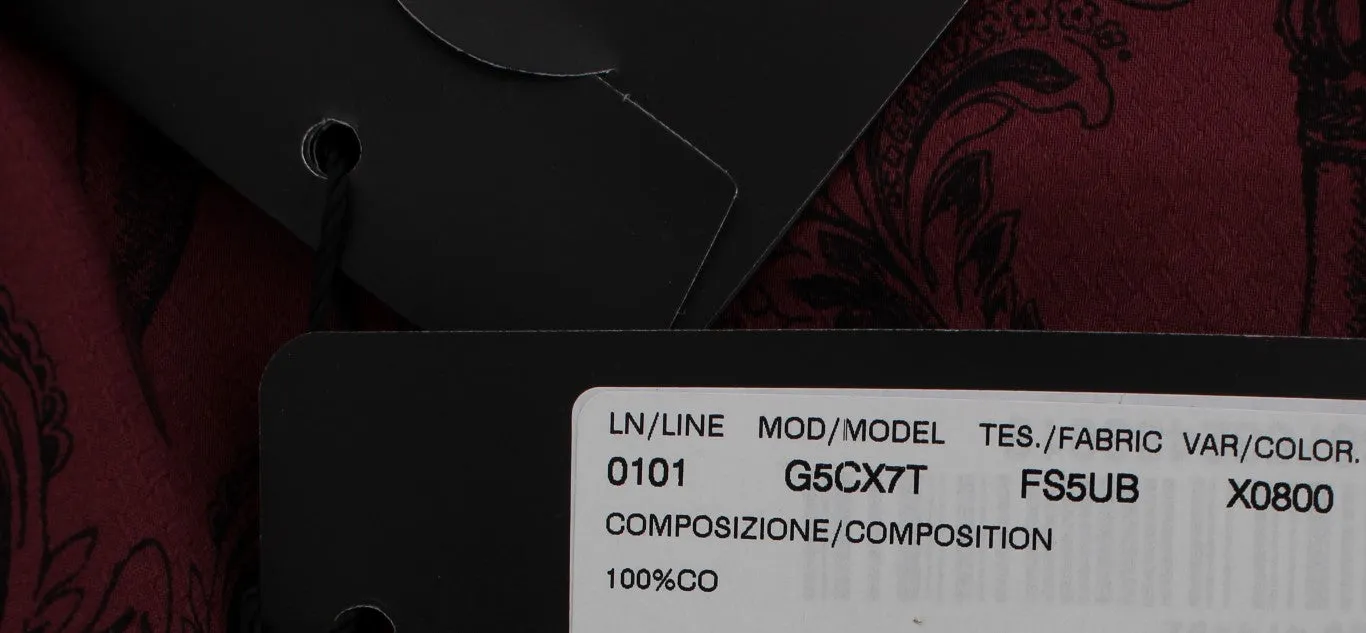 LN/LINE MOD/MODEL TES./FABRIC VAR/COLOR.
0101 G5CX7T FS5UB X0800
COMPOSIZIONE/COMPOSITION
100%CO